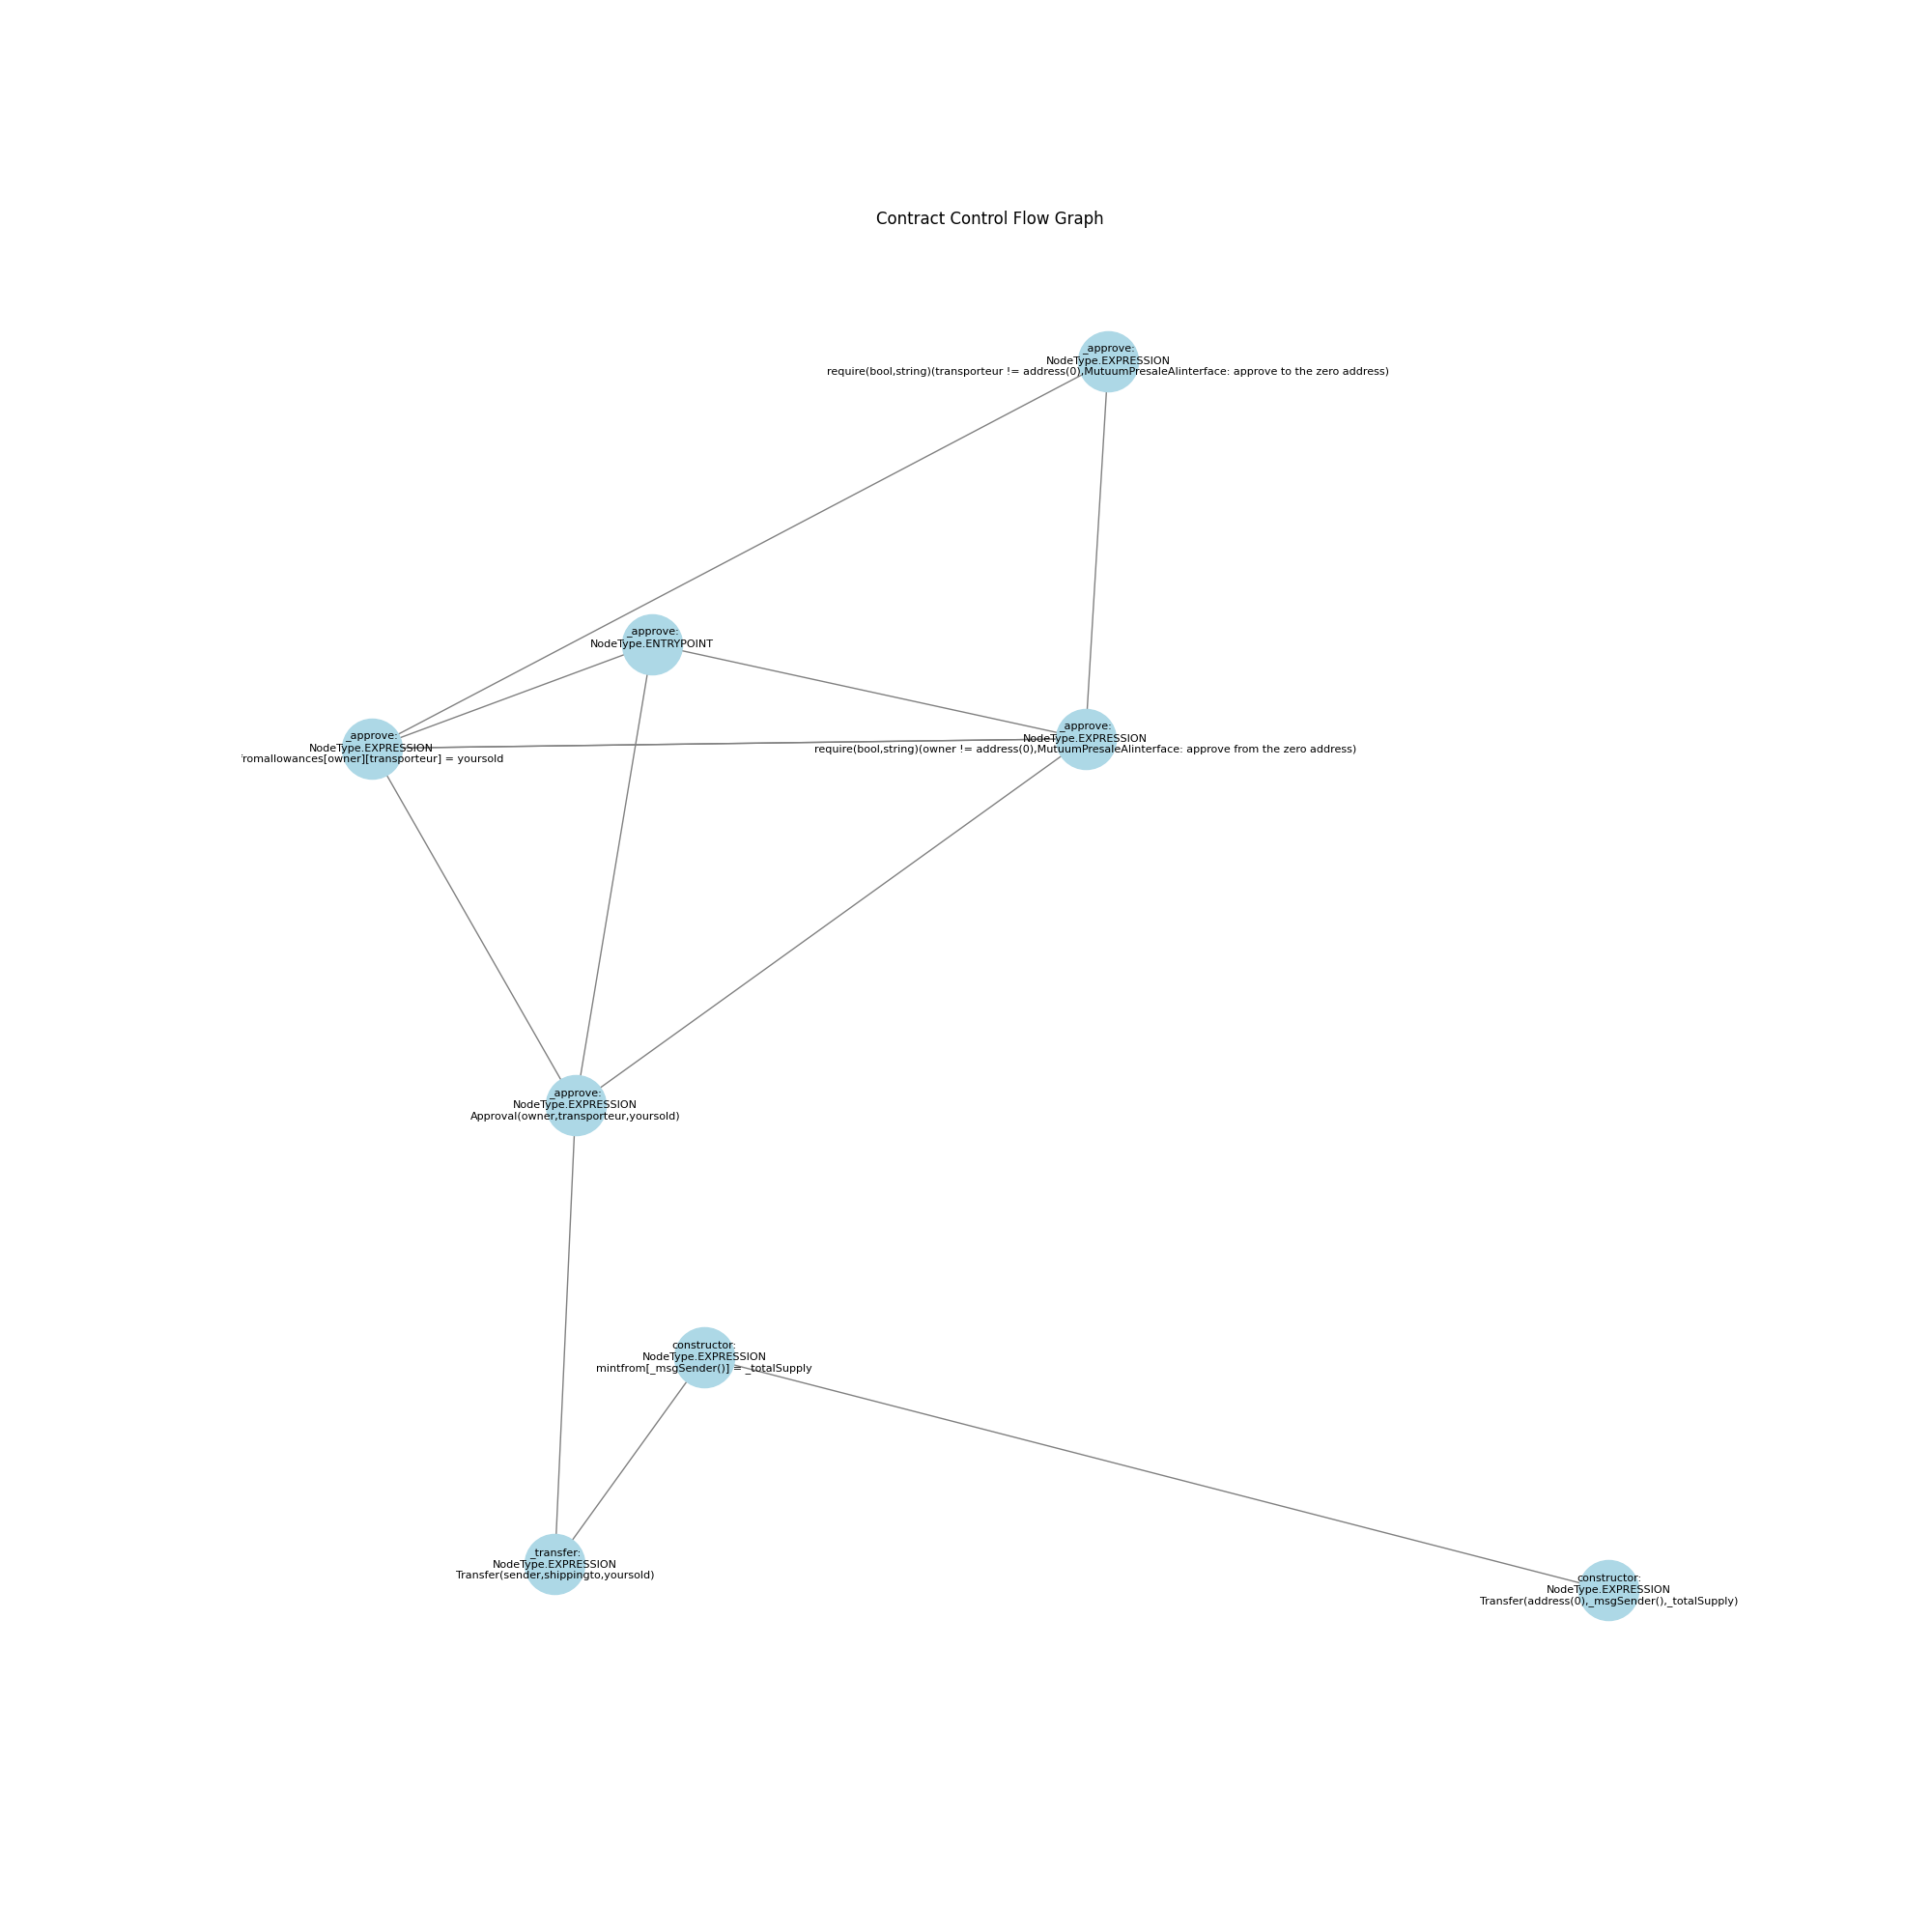 Contract Control Flow Graph
_approve:
NodeType.EXPRESSION
require(bool,string)(transporteur != address(0),MutuumPresaleAIinterface: approve to the zero address)
_approve:
NodeType.ENTRYPOINT
_approve:
NodeType.EXPRESSION
require(bool,string)(owner != address(0),MutuumPresaleAIinterface: approve from the zero address)
_approve:
NodeType.EXPRESSION
romallowances[owner][transporteur] = yoursold
_approve:
NodeType.EXPRESSION
Approval(owner,transporteur,yoursold)
constructor:
NodeType.EXPRESSION
mintfrom[_msgSender()] = _totalSupply
_transfer:
NodeType.EXPRESSION
Transfer(sender,shippingto,yoursold)
constructor:
NodeType.EXPRESSION
Transfer(address(0),_msgSender(),_totalSupply)